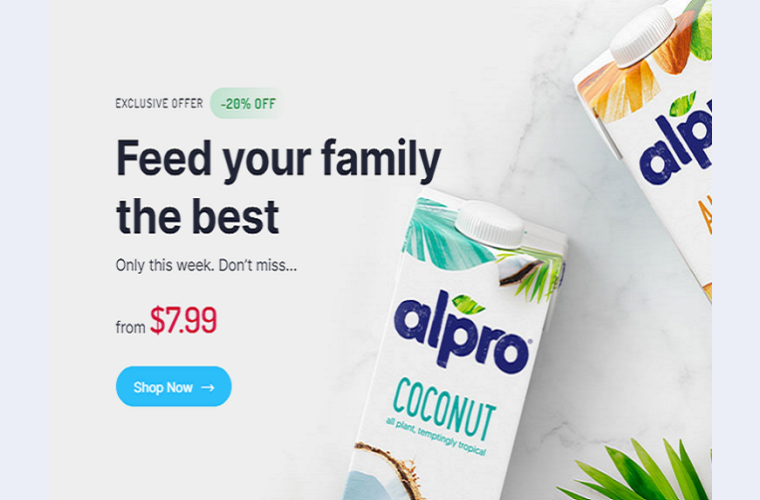 EXCLUSIVE OFFER -20% OFF
Feed your family
the best
Only this week. Don't miss...
from $7.99
Shop Now →
alpro
COCONUT
all plant, temptingly tropical
alp